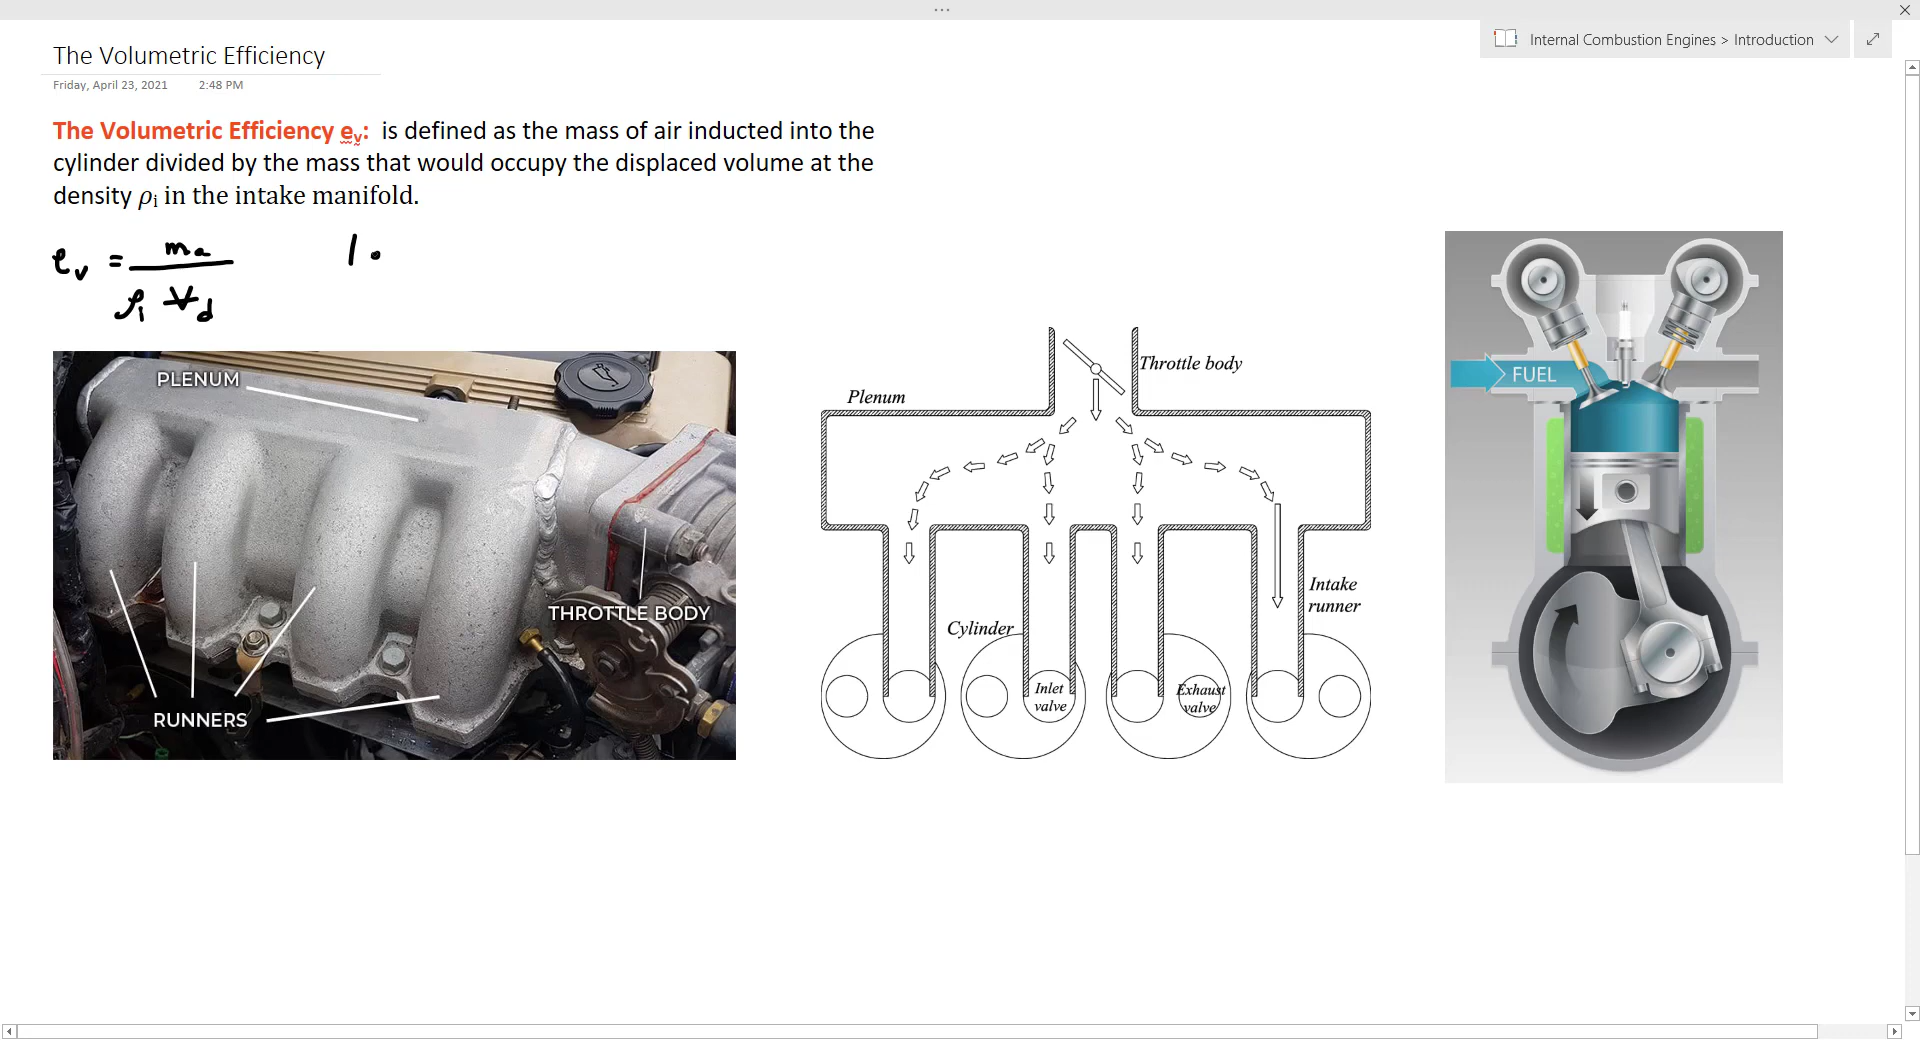 ...
Internal Combustion Engines > Introduction
The Volumetric Efficiency
Friday, April 23, 2021 2:48 PM
The Volumetric Efficiency eᵥ: is defined as the mass of air inducted into the
cylinder divided by the mass that would occupy the displaced volume at the
density ρᵢ in the intake manifold.
eᵥ = mₐ
ρᵢ V̶d
1.
PLENUM
THROTTLE BODY
RUNNERS
Throttle body
Plenum
Intake
runner
Cylinder
Inlet
valve
Exhaust
valve
FUEL